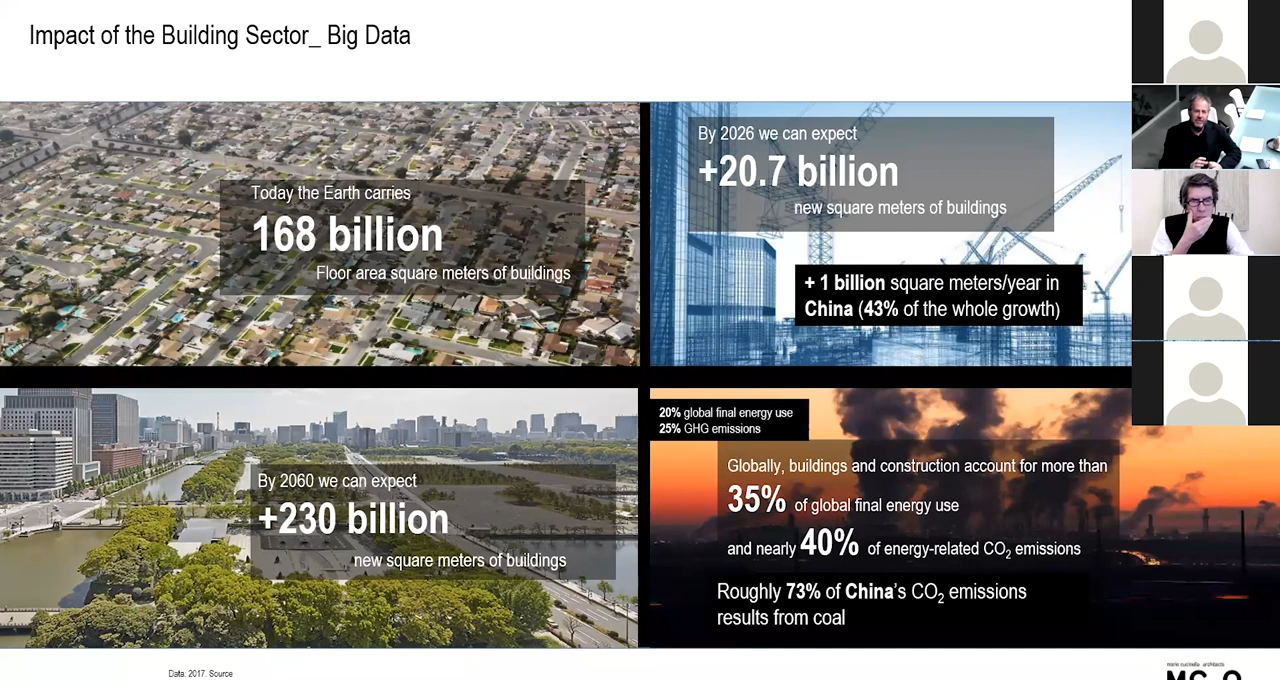 Impact of the Building Sector_ Big Data
Today the Earth carries
168 billion
Floor area square meters of buildings
By 2026 we can expect
+20.7 billion
new square meters of buildings
+ 1 billion square meters/year in
China (43% of the whole growth)
By 2060 we can expect
+230 billion
new square meters of buildings
20% global final energy use
25% GHG emissions
Globally, buildings and construction account for more than
35% of global final energy use
and nearly 40% of energy-related CO2 emissions
Roughly 73% of China's CO2 emissions
results from coal
Data: 2017. Source
mario cucinella architects